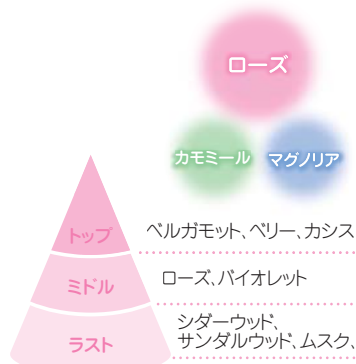 ローズ
カモミール マグノリア
トップ ベルガモット、ベリー、カシス
ミドル ローズ、バイオレット
シダーウッド、
ラスト サンダルウッド、ムスク、